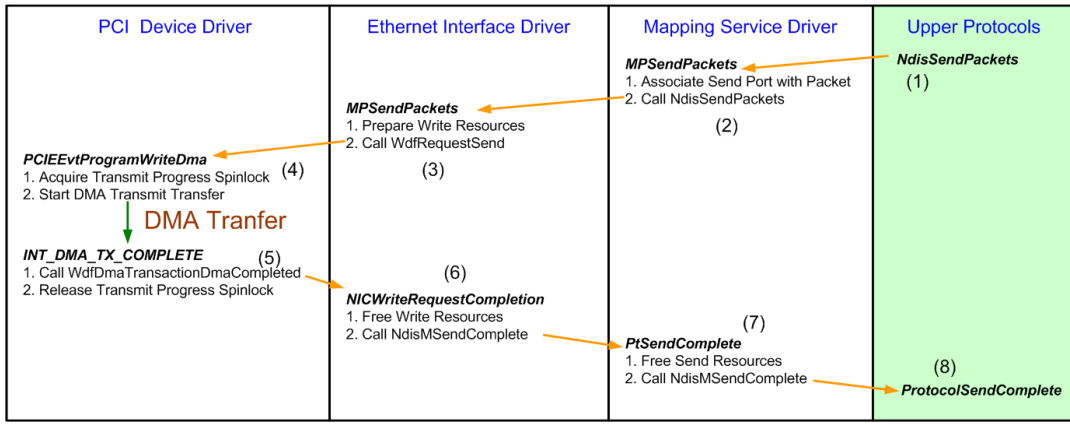 PCI Device Driver
Ethernet Interface Driver
Mapping Service Driver
Upper Protocols
NdisSendPackets
(1)
MPSendPackets
1. Associate Send Port with Packet
2. Call NdisSendPackets
(2)
MPSendPackets
1. Prepare Write Resources
2. Call WdfRequestSend
(3)
PCIEEvtProgramWriteDma
1. Acquire Transmit Progress Spinlock
2. Start DMA Transmit Transfer
(4)
DMA Tranfer
INT_DMA_TX_COMPLETE
(5)
1. Call WdfDmaTransactionDmaCompleted
2. Release Transmit Progress Spinlock
(6)
NICWriteRequestCompletion
1. Free Write Resources
2. Call NdisMSendComplete
(7)
PtSendComplete
1. Free Send Resources
2. Call NdisMSendComplete
(8)
ProtocolSendComplete